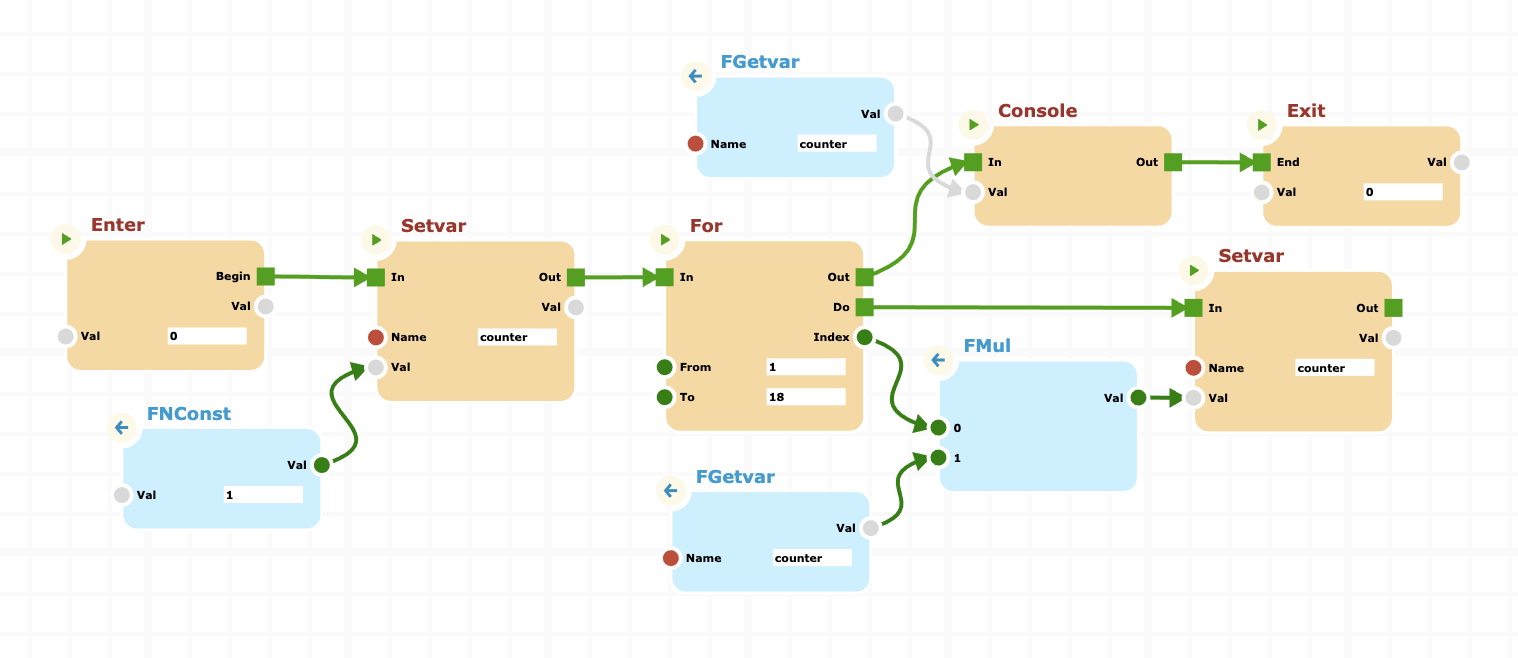 FGetvar
Val
Name counter
Console
In Out
Val
Exit
End Val
Val 0
Enter
Begin
Val
Val 0
Setvar
In Out
Val
Name counter
Val
For
In Out
Do
Index
From 1
To 18
Setvar
In Out
Val
Name counter
Val
FMul
Val
0
1
FNConst
Val
Val 1
FGetvar
Val
Name counter